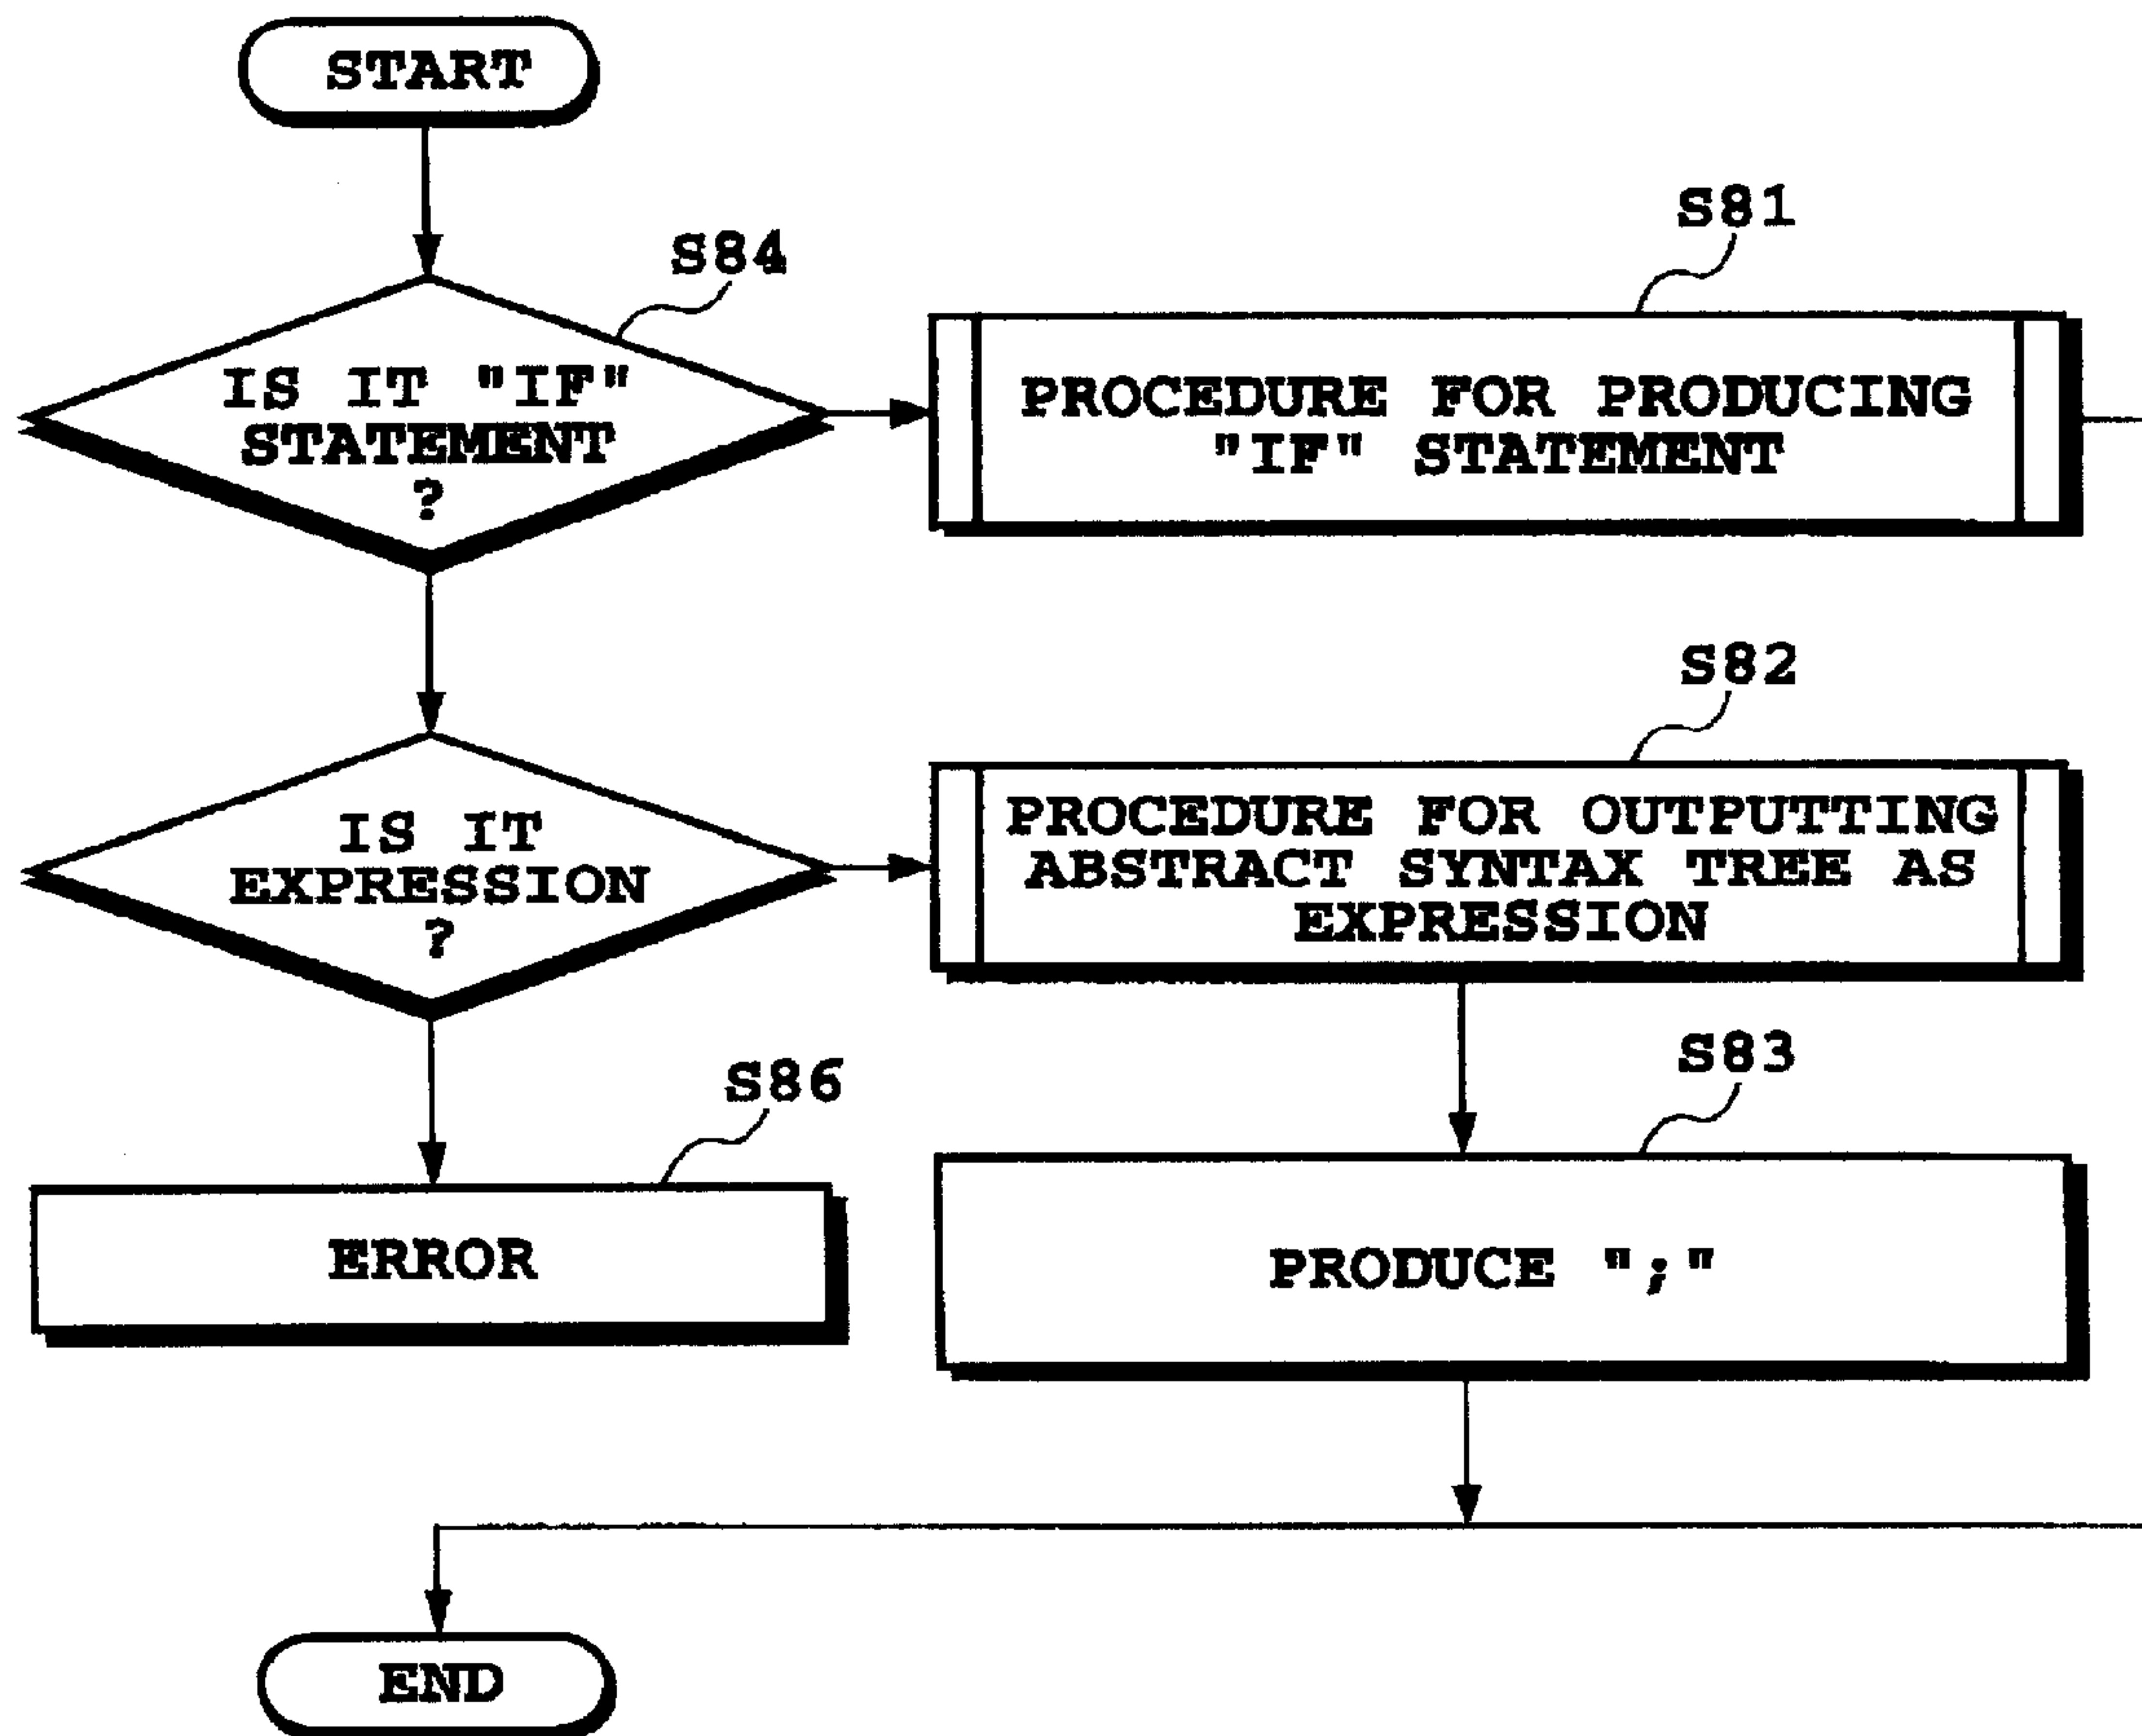 START
S84
IS IT "IF"
STATEMENT
?
S81
PROCEDURE FOR PRODUCING
"IF" STATEMENT
IS IT
EXPRESSION
?
S82
PROCEDURE FOR OUTPUTTING
ABSTRACT SYNTAX TREE AS
EXPRESSION
S86
ERROR
S83
PRODUCE ";"
END